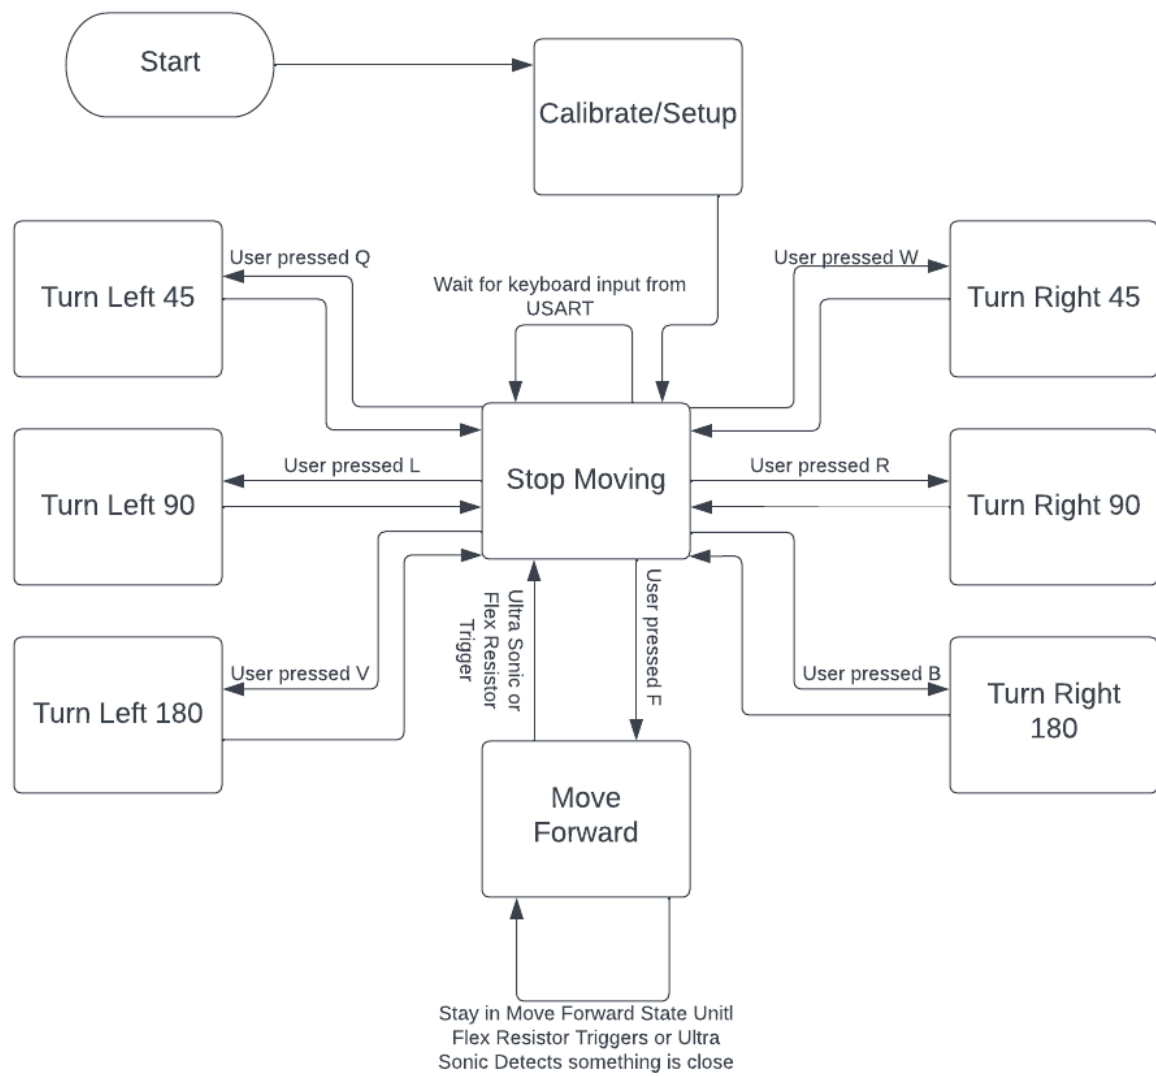 Start
Calibrate/Setup
User pressed Q
User pressed W
Turn Left 45
Wait for keyboard input from
USART
Turn Right 45
User pressed L
Stop Moving
User pressed R
Turn Left 90
Turn Right 90
Ultra Sonic or
Flex Resistor
Trigger
User pressed F
User pressed V
User pressed B
Turn Left 180
Turn Right
180
Move
Forward
Stay in Move Forward State Unitl
Flex Resistor Triggers or Ultra
Sonic Detects something is close